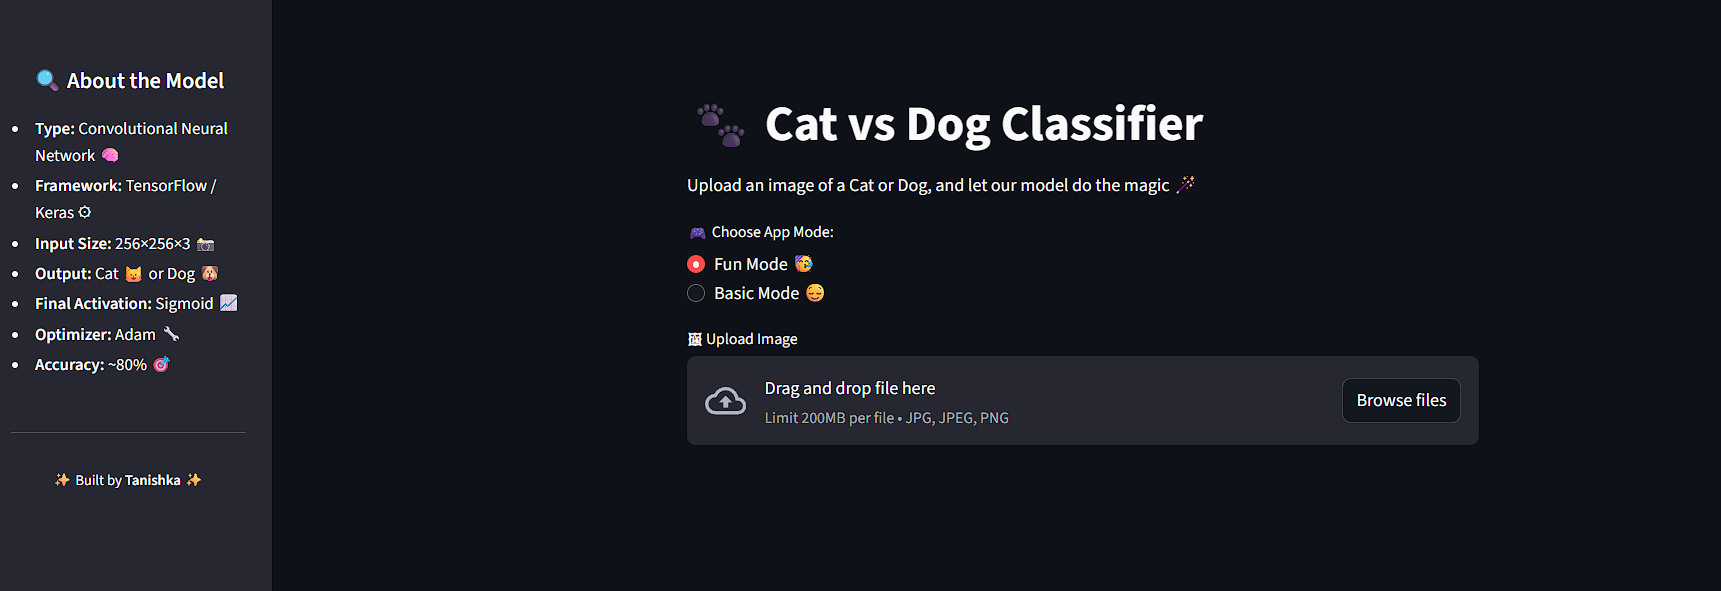 🔍 About the Model
• Type: Convolutional Neural
Network 🧠
• Framework: TensorFlow /
Keras ⚙
• Input Size: 256×256×3 📸
• Output: Cat 🐱 or Dog 🐶
• Final Activation: Sigmoid 📈
• Optimizer: Adam 🔧
• Accuracy: ~80% 🎯
✨ Built by Tanishka ✨
🐾 Cat vs Dog Classifier
Upload an image of a Cat or Dog, and let our model do the magic 🪄
🎮 Choose App Mode:
Fun Mode 🥳
Basic Mode 😌
🖼 Upload Image
Drag and drop file here
Limit 200MB per file • JPG, JPEG, PNG
Browse files